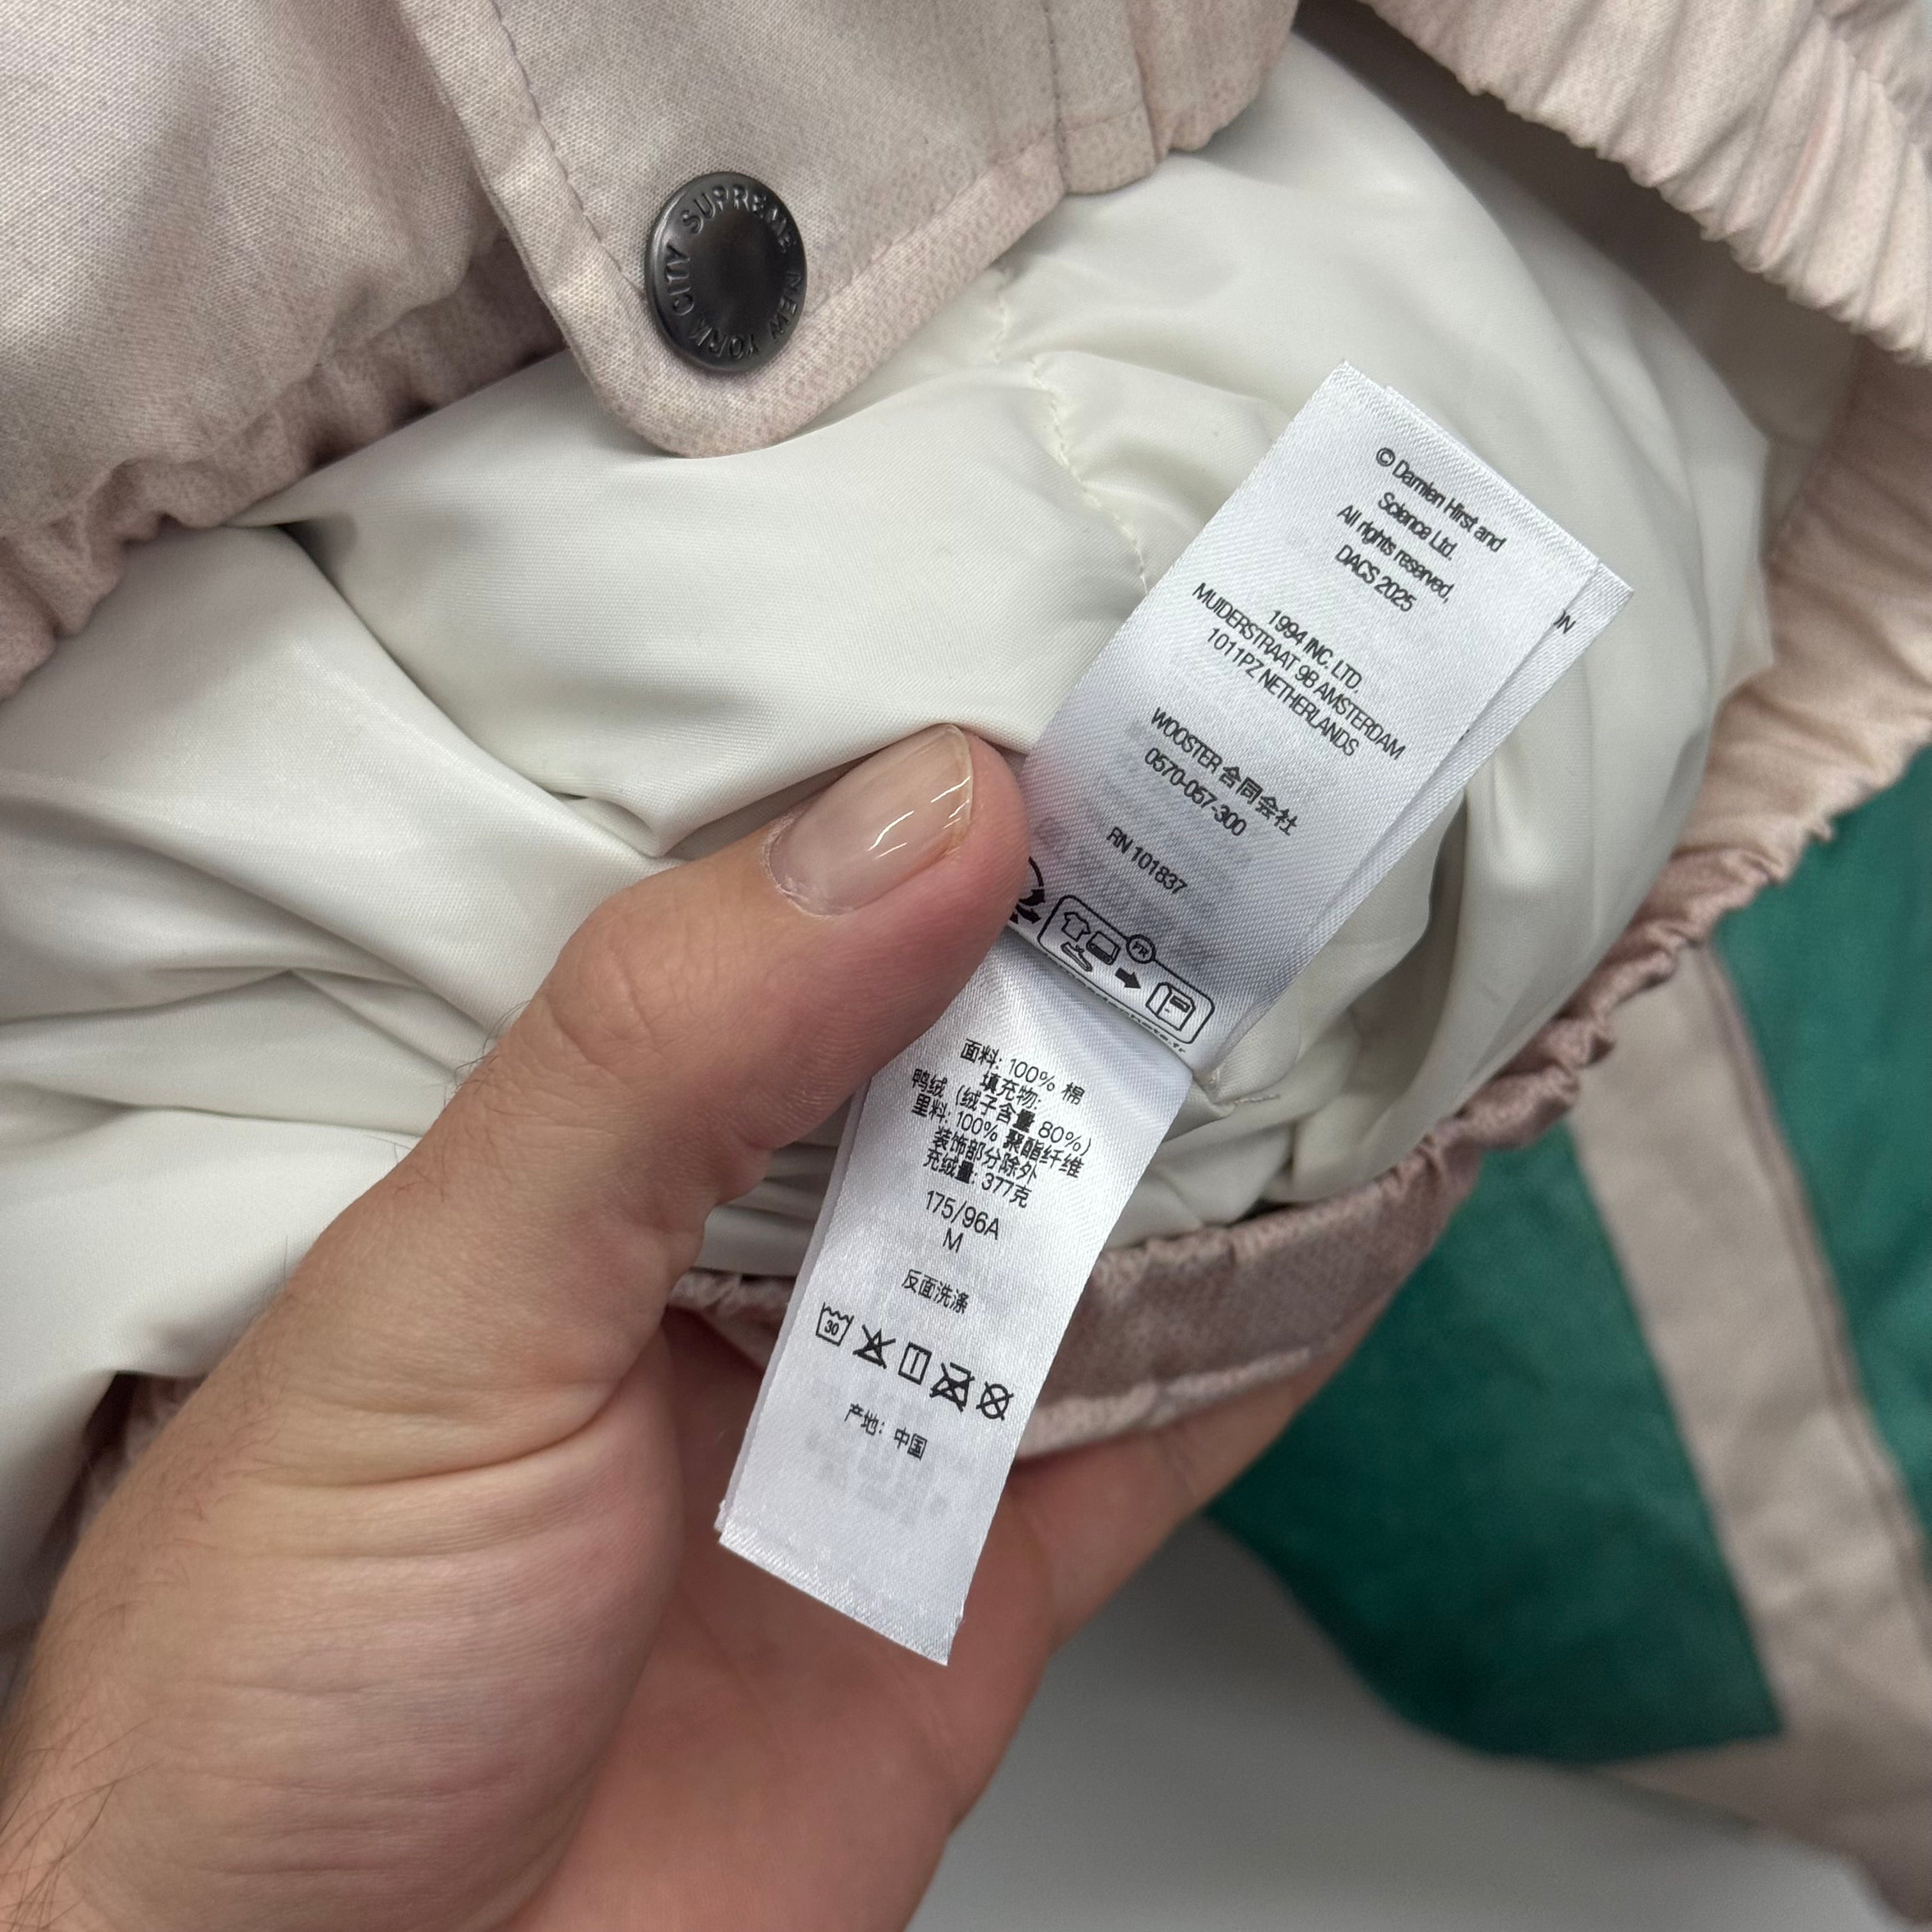 SUPREME NEW YORK CITY
© Damien Hirst and
Science Ltd.
All rights reserved,
DACS 2025
1994 INC. LTD.
MUIDERSTRAAT 9B AMSTERDAM
1011PZ NETHERLANDS
WOOSTER 合同会社
0570-057-300
RN 101837
FR
面料: 100% 棉
填充物:
鸭绒 (绒子含量 80%)
里料: 100% 聚酯纤维
装饰部分除外
充绒量: 377克
175/96A
M
反面洗涤
30
产地: 中国